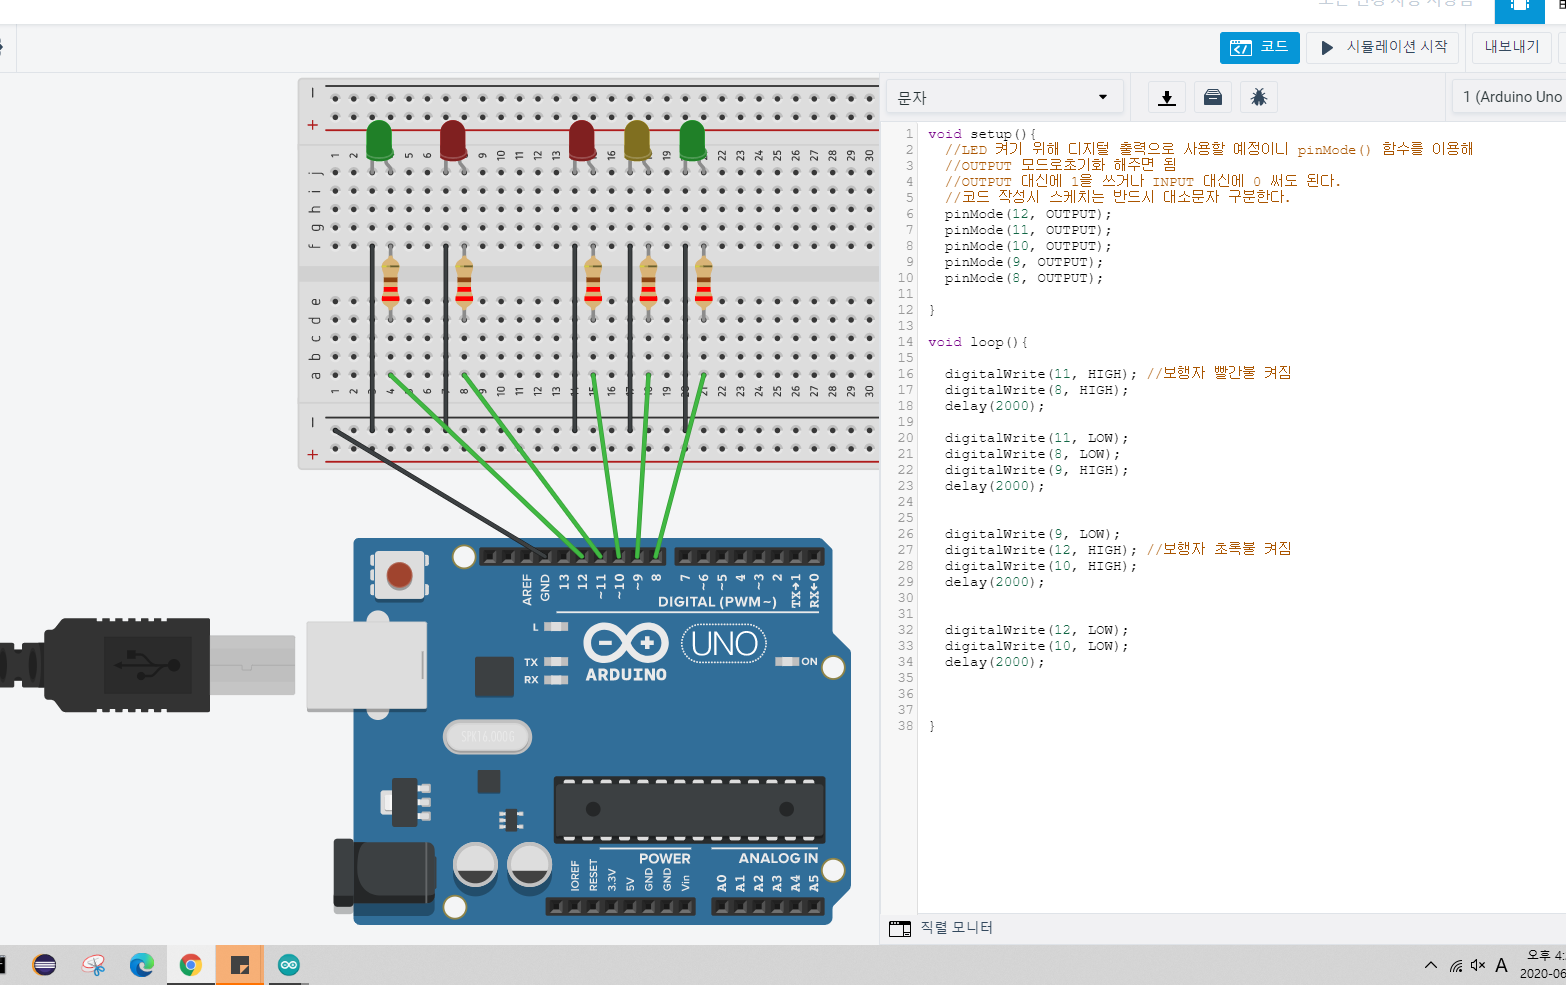 코드
시뮬레이션 시작
내보내기
문자
1 (Arduino Uno
1 void setup(){
2 //LED 켜기 위해 디지털 출력으로 사용할 예정이니 pinMode() 함수를 이용해
3 //OUTPUT 모드로초기화 해주면 됨
4 //OUTPUT 대신에 1을 쓰거나 INPUT 대신에 0 써도 된다.
5 //코드 작성시 스케치는 반드시 대소문자 구분한다.
6 pinMode(12, OUTPUT);
7 pinMode(11, OUTPUT);
8 pinMode(10, OUTPUT);
9 pinMode(9, OUTPUT);
10 pinMode(8, OUTPUT);
11
12 }
13
14 void loop(){
15
16 digitalWrite(11, HIGH); //보행자 빨간불 켜짐
17 digitalWrite(8, HIGH);
18 delay(2000);
19
20 digitalWrite(11, LOW);
21 digitalWrite(8, LOW);
22 digitalWrite(9, HIGH);
23 delay(2000);
24
25
26 digitalWrite(9, LOW);
27 digitalWrite(12, HIGH); //보행자 초록불 켜짐
28 digitalWrite(10, HIGH);
29 delay(2000);
30
31
32 digitalWrite(12, LOW);
33 digitalWrite(10, LOW);
34 delay(2000);
35
36
37
38 }
직렬 모니터
j
i
h
g
f
e
d
c
b
a
AREF
GND
13
12
~11
~10
~9
8
7
~6
~5
4
~3
2
TX→1
RX←0
DIGITAL (PWM~)
L
TX
RX
UNO
ARDUINO
ON
SPK16.000G
POWER
ANALOG IN
IOREF
RESET
3.3V
5V
GND
GND
Vin
A0
A1
A2
A3
A4
A5
A
오후 4:
2020-06